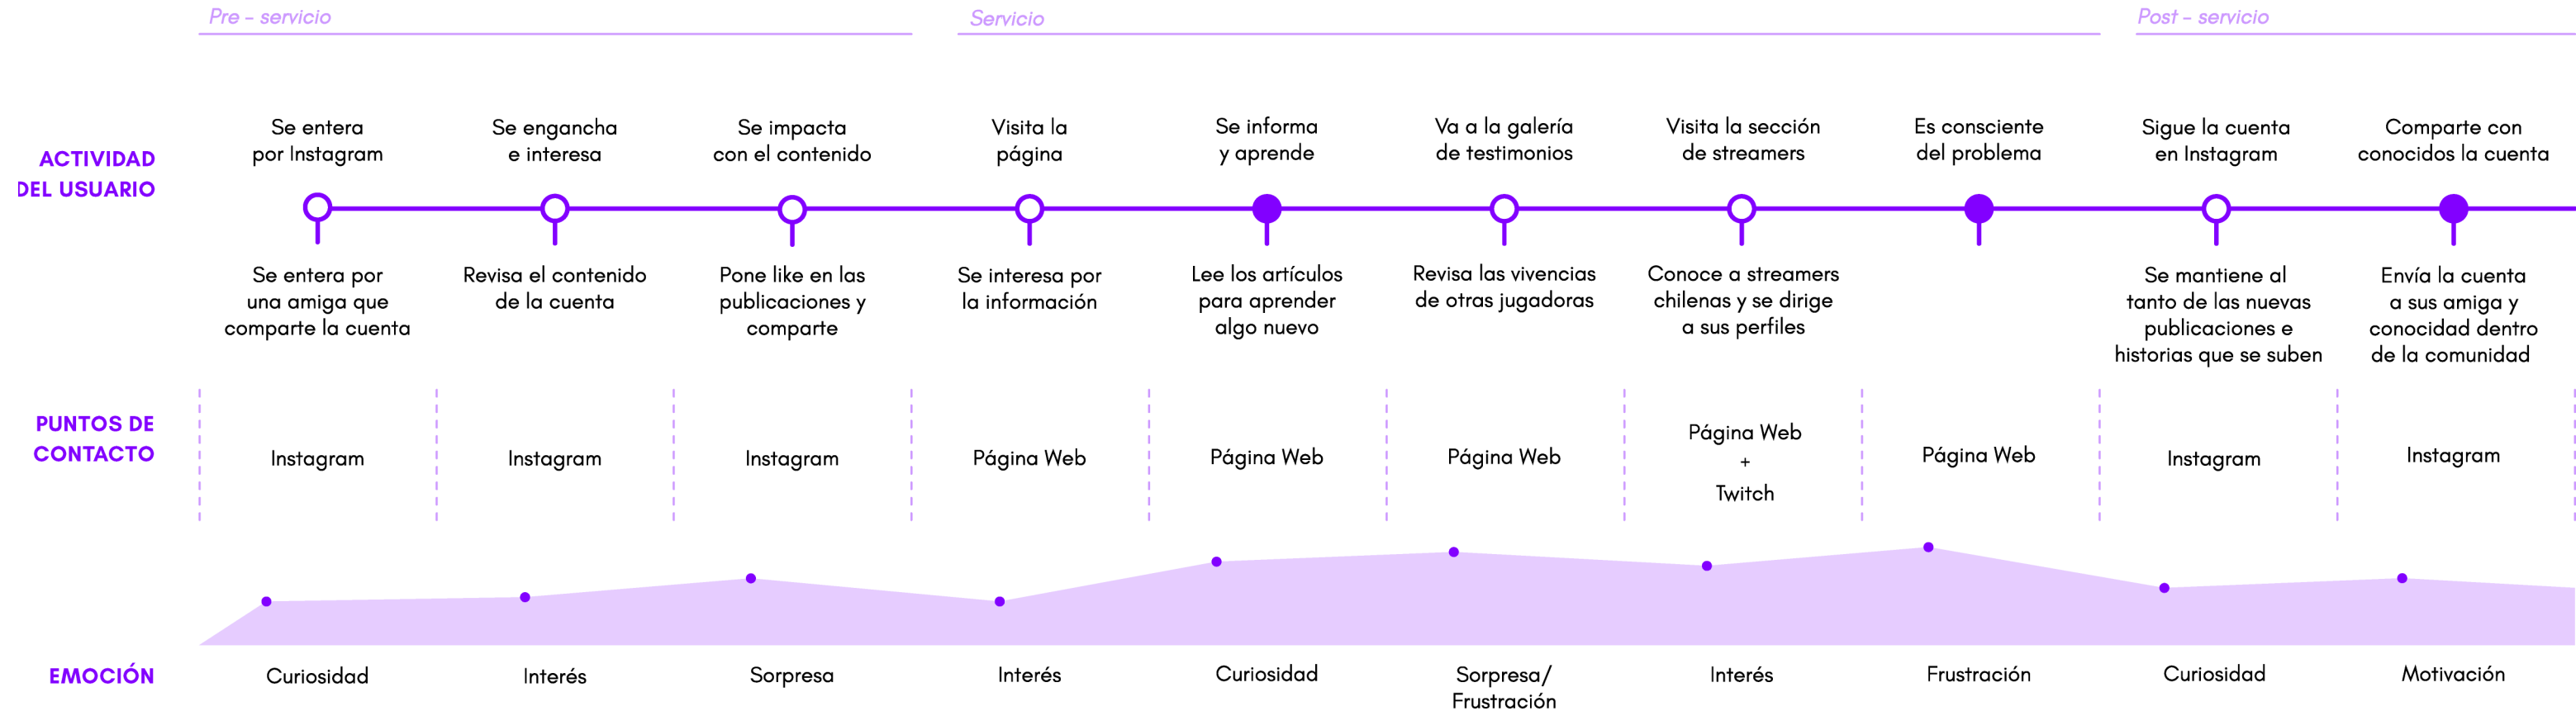 Pre - servicio
Servicio
Post - servicio
ACTIVIDAD
DEL USUARIO
Se entera
por Instagram
Se engancha
e interesa
Se impacta
con el contenido
Visita la
página
Se informa
y aprende
Va a la galería
de testimonios
Visita la sección
de streamers
Es consciente
del problema
Sigue la cuenta
en Instagram
Comparte con
conocidos la cuenta
Se entera por
una amiga que
comparte la cuenta
Revisa el contenido
de la cuenta
Pone like en las
publicaciones y
comparte
Se interesa por
la información
Lee los artículos
para aprender
algo nuevo
Revisa las vivencias
de otras jugadoras
Conoce a streamers
chilenas y se dirige
a sus perfiles
Se mantiene al
tanto de las nuevas
publicaciones e
historias que se suben
Envía la cuenta
a sus amiga y
conocidad dentro
de la comunidad
PUNTOS DE
CONTACTO
Instagram
Instagram
Instagram
Página Web
Página Web
Página Web
Página Web
+
Twitch
Página Web
Instagram
Instagram
EMOCIÓN
Curiosidad
Interés
Sorpresa
Interés
Curiosidad
Sorpresa/
Frustración
Interés
Frustración
Curiosidad
Motivación